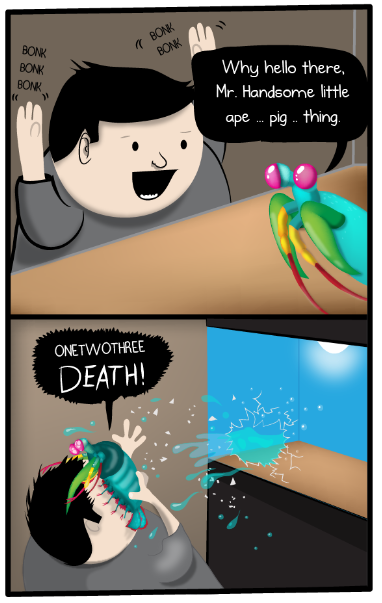 BONK
BONK
BONK
BONK
BONK
Why hello there,
Mr. Handsome little
ape ... pig .. thing.
ONETWOTHREE
DEATH!